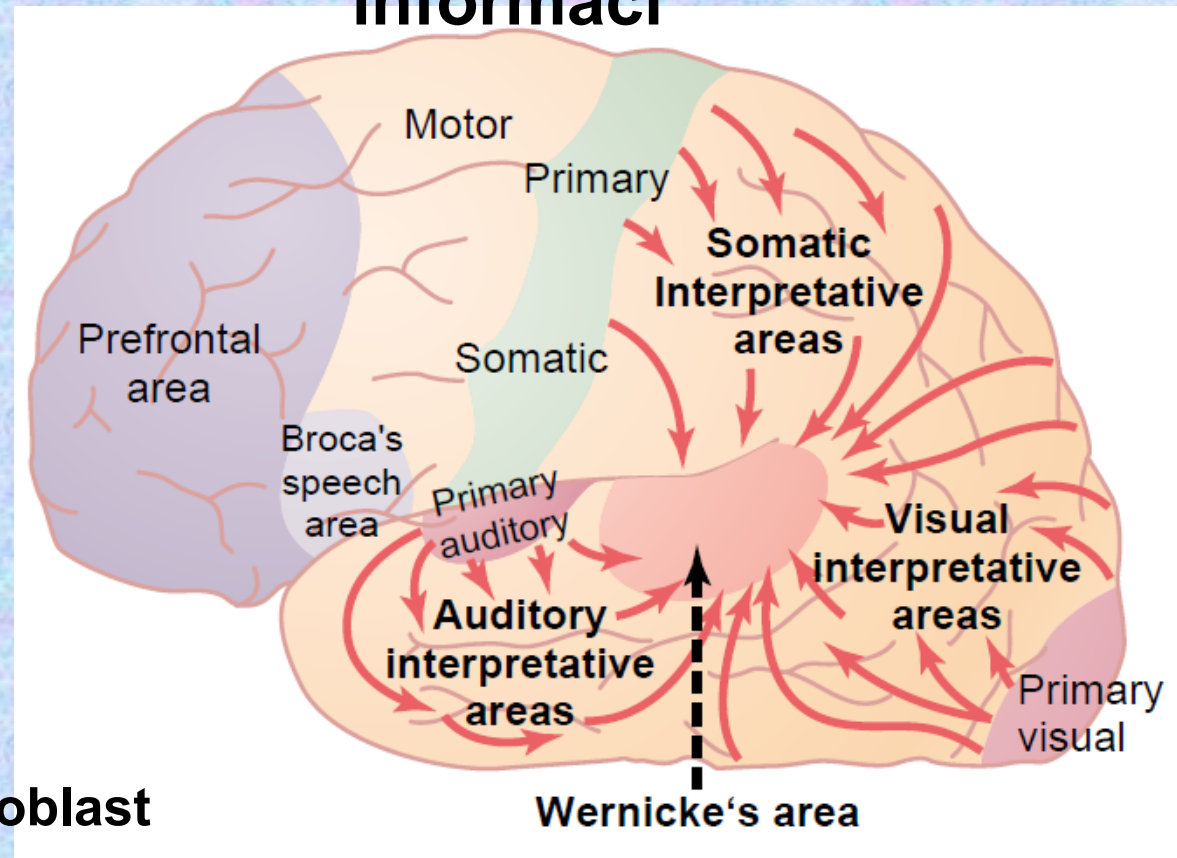 informací
Motor
Primary
Somatic
Interpretative
areas
Prefrontal
area
Somatic
Broca's
speech
area
Primary
auditory
Visual
interpretative
areas
Auditory
interpretative
areas
Primary
visual
oblast
Wernicke‘s area